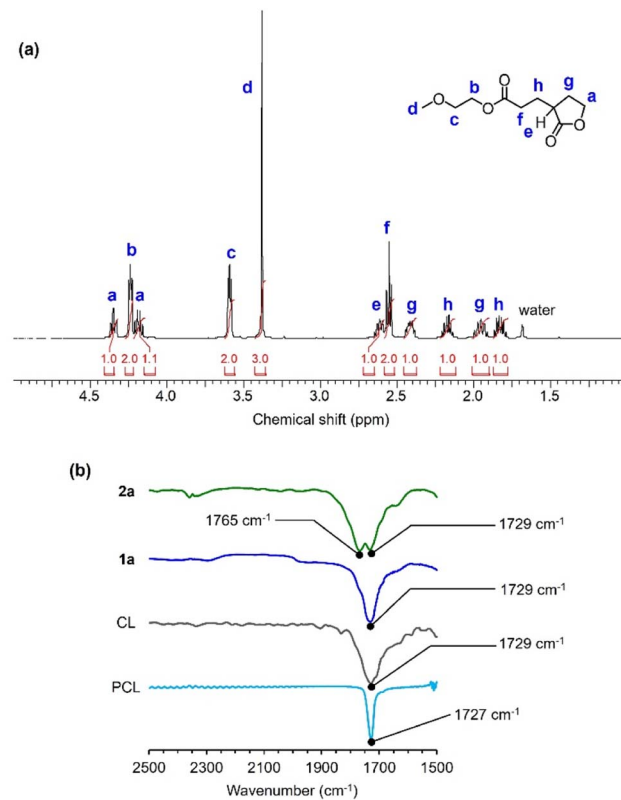 (a)
d
g
h
a
b
O
O
d
O
c
f
H
e
O
O
f
b
c
a
a
e
g
h
g
h
water
1.0 2.0 1.1 2.0 3.0 1.0 2.0 1.0 1.0 1.0 1.0
4.5 4.0 3.5 3.0 2.5 2.0 1.5
Chemical shift (ppm)
(b)
2a
1765 cm-1
1729 cm-1
1a
1729 cm-1
CL
1729 cm-1
PCL
1727 cm-1
2500 2300 2100 1900 1700 1500
Wavenumber (cm-1)